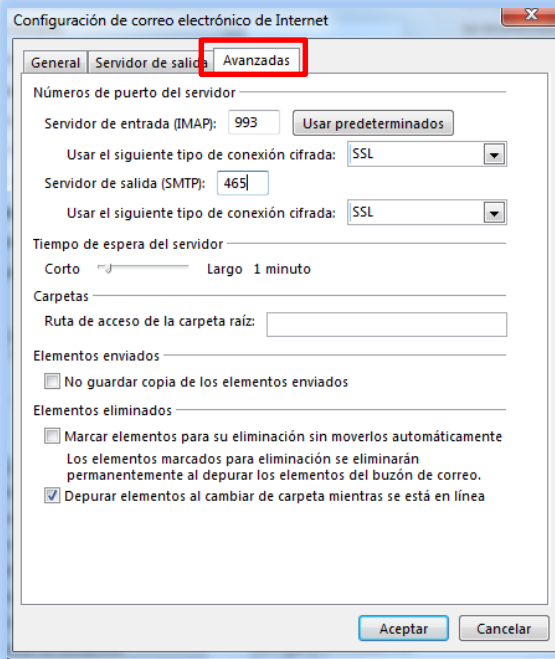 Configuración de correo electrónico de Internet
General Servidor de salida Avanzadas
Números de puerto del servidor
Servidor de entrada (IMAP): 993 Usar predeterminados
Usar el siguiente tipo de conexión cifrada: SSL
Servidor de salida (SMTP): 465
Usar el siguiente tipo de conexión cifrada: SSL
Tiempo de espera del servidor
Corto Largo 1 minuto
Carpetas
Ruta de acceso de la carpeta raíz:
Elementos enviados
No guardar copia de los elementos enviados
Elementos eliminados
Marcar elementos para su eliminación sin moverlos automáticamente
Los elementos marcados para eliminación se eliminarán
permanentemente al depurar los elementos del buzón de correo.
Depurar elementos al cambiar de carpeta mientras se está en línea
Aceptar Cancelar